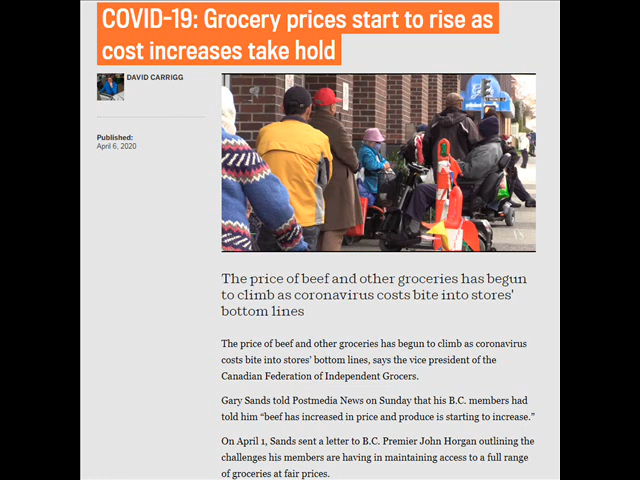 COVID-19: Grocery prices start to rise as
cost increases take hold
DAVID CARRIGG
Published:
April 6, 2020
The price of beef and other groceries has begun
to climb as coronavirus costs bite into stores'
bottom lines
The price of beef and other groceries has begun to climb as coronavirus
costs bite into stores’ bottom lines, says the vice president of the
Canadian Federation of Independent Grocers.
Gary Sands told Postmedia News on Sunday that his B.C. members had
told him “beef has increased in price and produce is starting to increase.”
On April 1, Sands sent a letter to B.C. Premier John Horgan outlining the
challenges his members are having in maintaining access to a full range
of groceries at fair prices.